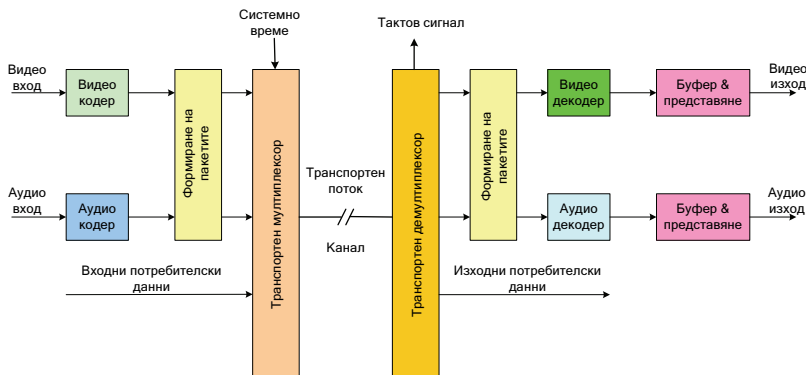 Системно
време
Тактов сигнал
Видео
вход
Видео
кодер
Формиране на
пакетите
Транспортен мултиплексор
Транспортен
поток
Канал
Транспортен демултиплексор
Формиране на
пакетите
Видео
декодер
Буфер &
представяне
Видео
изход
Аудио
вход
Аудио
кодер
Аудио
декодер
Буфер &
представяне
Аудио
изход
Входни потребителски
данни
Изходни потребителски
данни